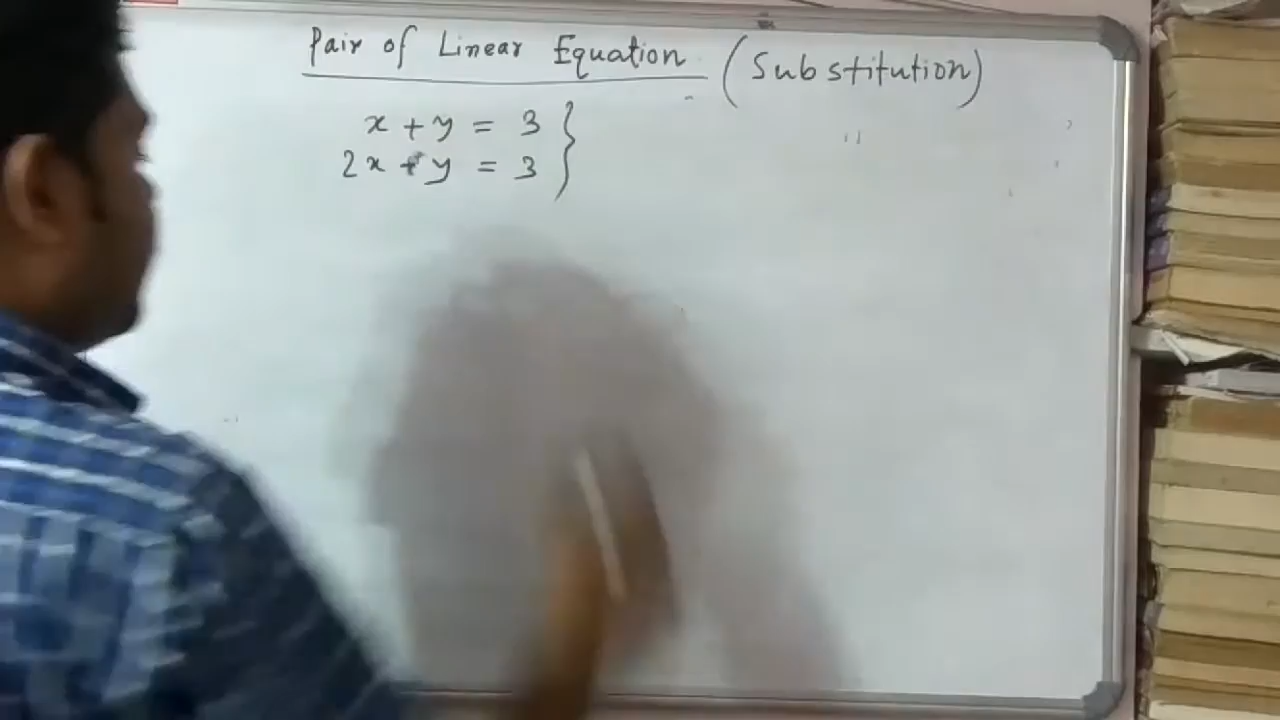 Pair of Linear Equation (Substitution)
x + y = 3
2x + y = 3